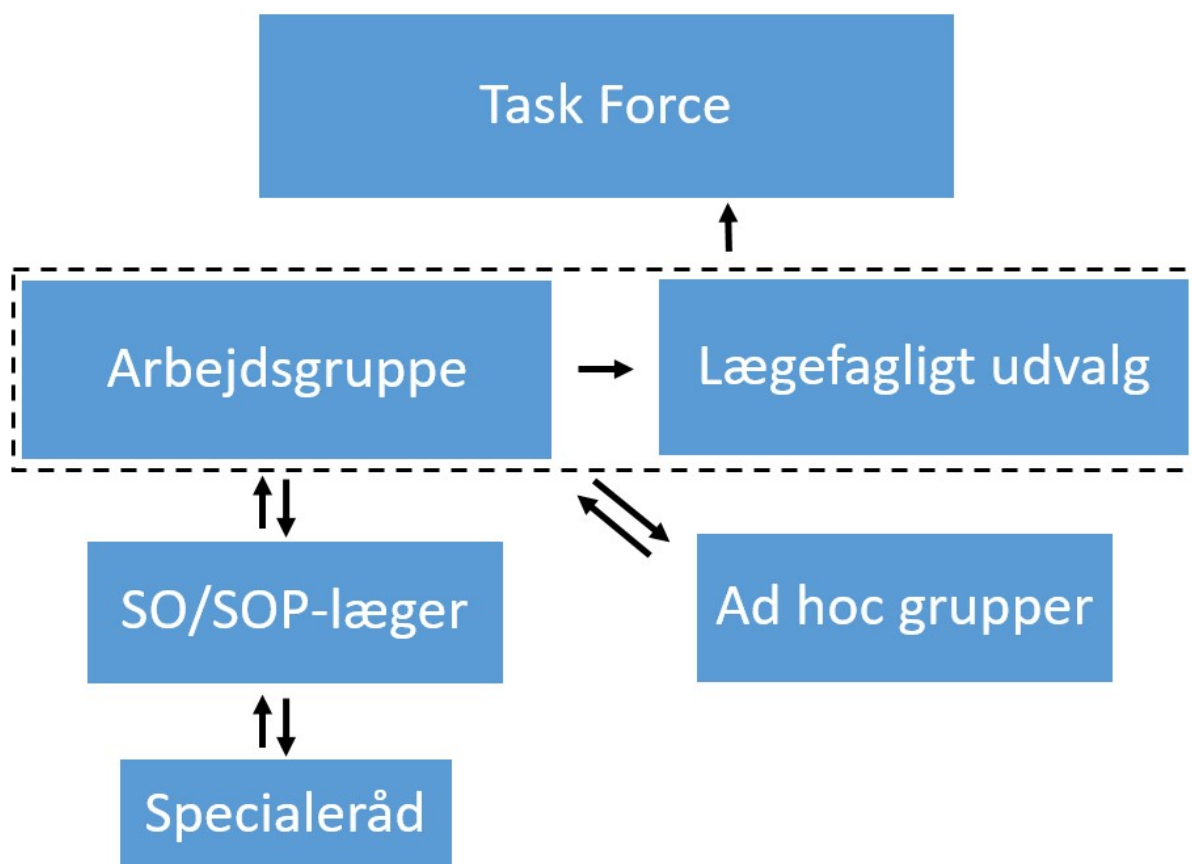 Task Force
Arbejdsgruppe
Lægefagligt udvalg
SO/SOP-læger
Ad hoc grupper
Specialeråd